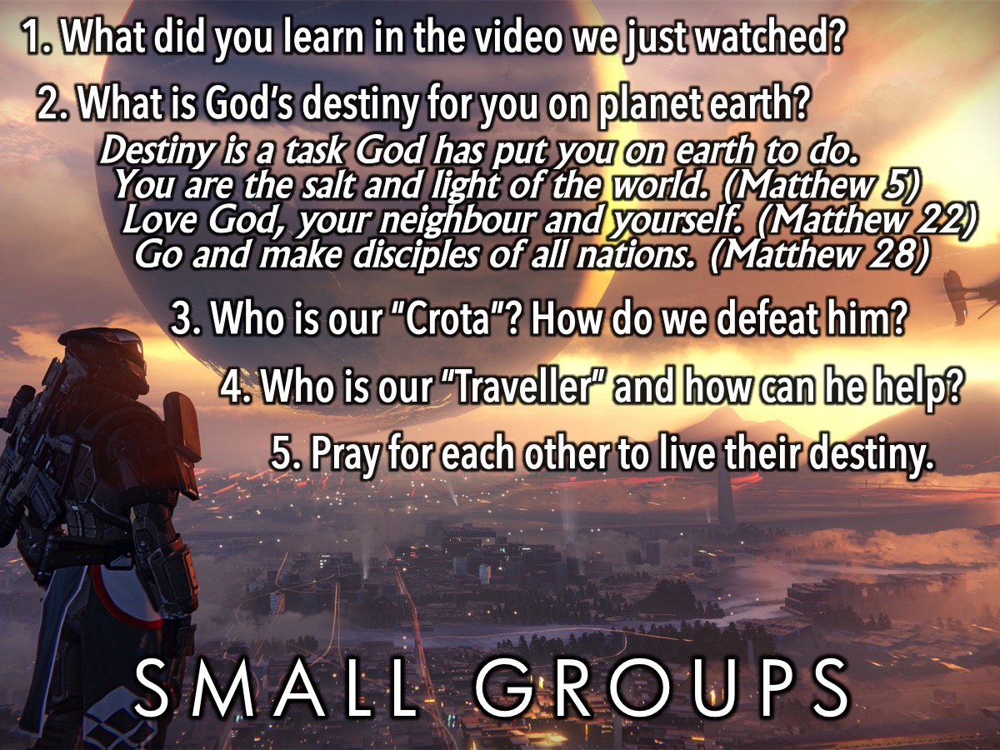 1. What did you learn in the video we just watched?
2. What is God’s destiny for you on planet earth?
Destiny is a task God has put you on earth to do.
You are the salt and light of the world. (Matthew 5)
Love God, your neighbour and yourself. (Matthew 22)
Go and make disciples of all nations. (Matthew 28)
3. Who is our “Crota”? How do we defeat him?
4. Who is our “Traveller” and how can he help?
5. Pray for each other to live their destiny.
SMALL GROUPS